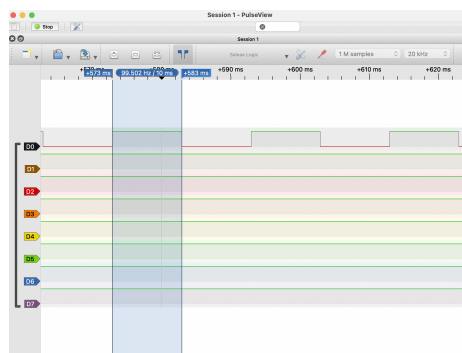 Session 1 - PulseView
Stop
Session 1
Saleae Logic
1 M samples
20 kHz
+573 ms
99.502 Hz / 10 ms
+583 ms
+590 ms
+600 ms
+610 ms
+620 ms
D0
D1
D2
D3
D4
D5
D6
D7